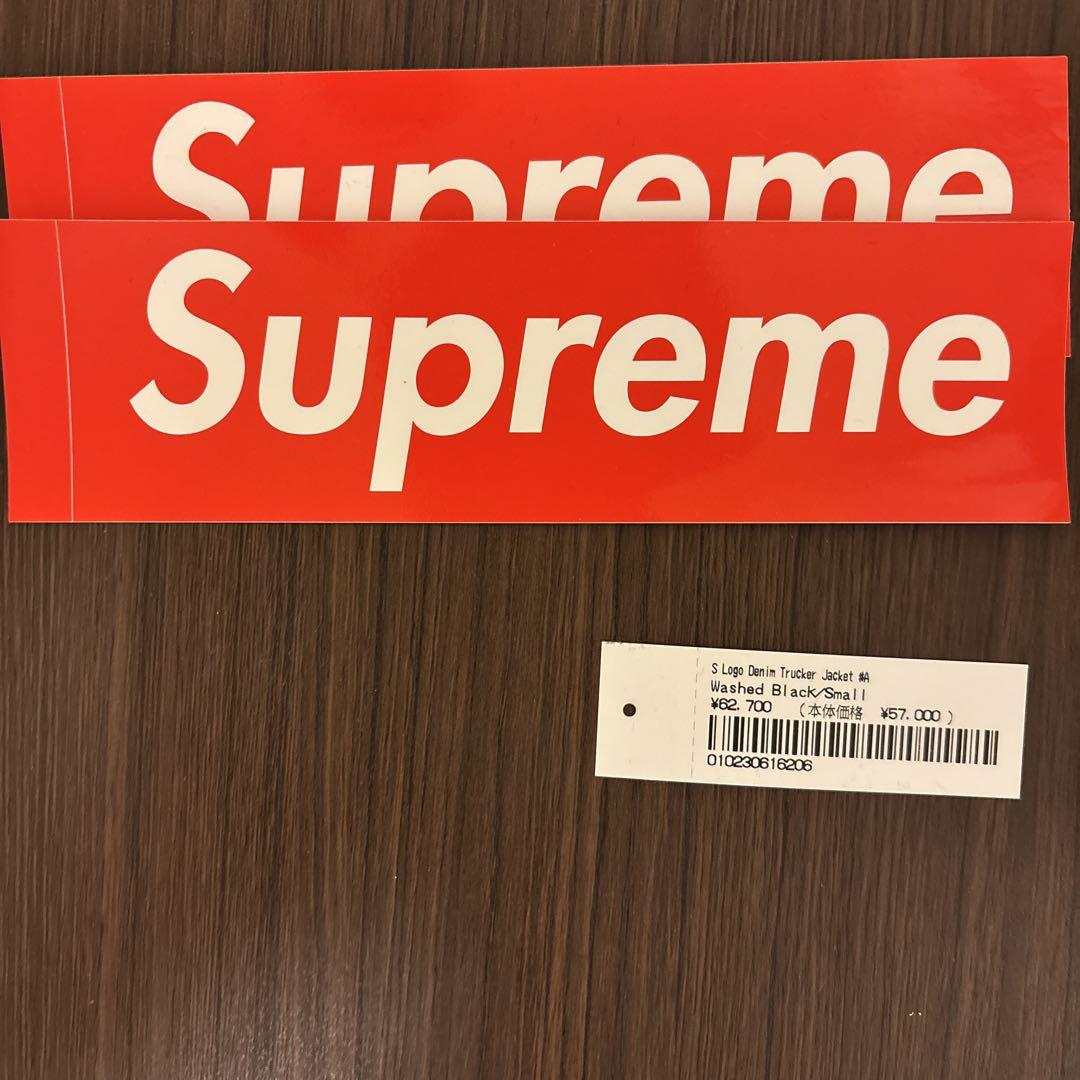 Supreme
Supreme
S Logo Denim Trucker Jacket #A
Washed Black/Small
¥62.700 (本体価格 ¥57.000 )
010230616206